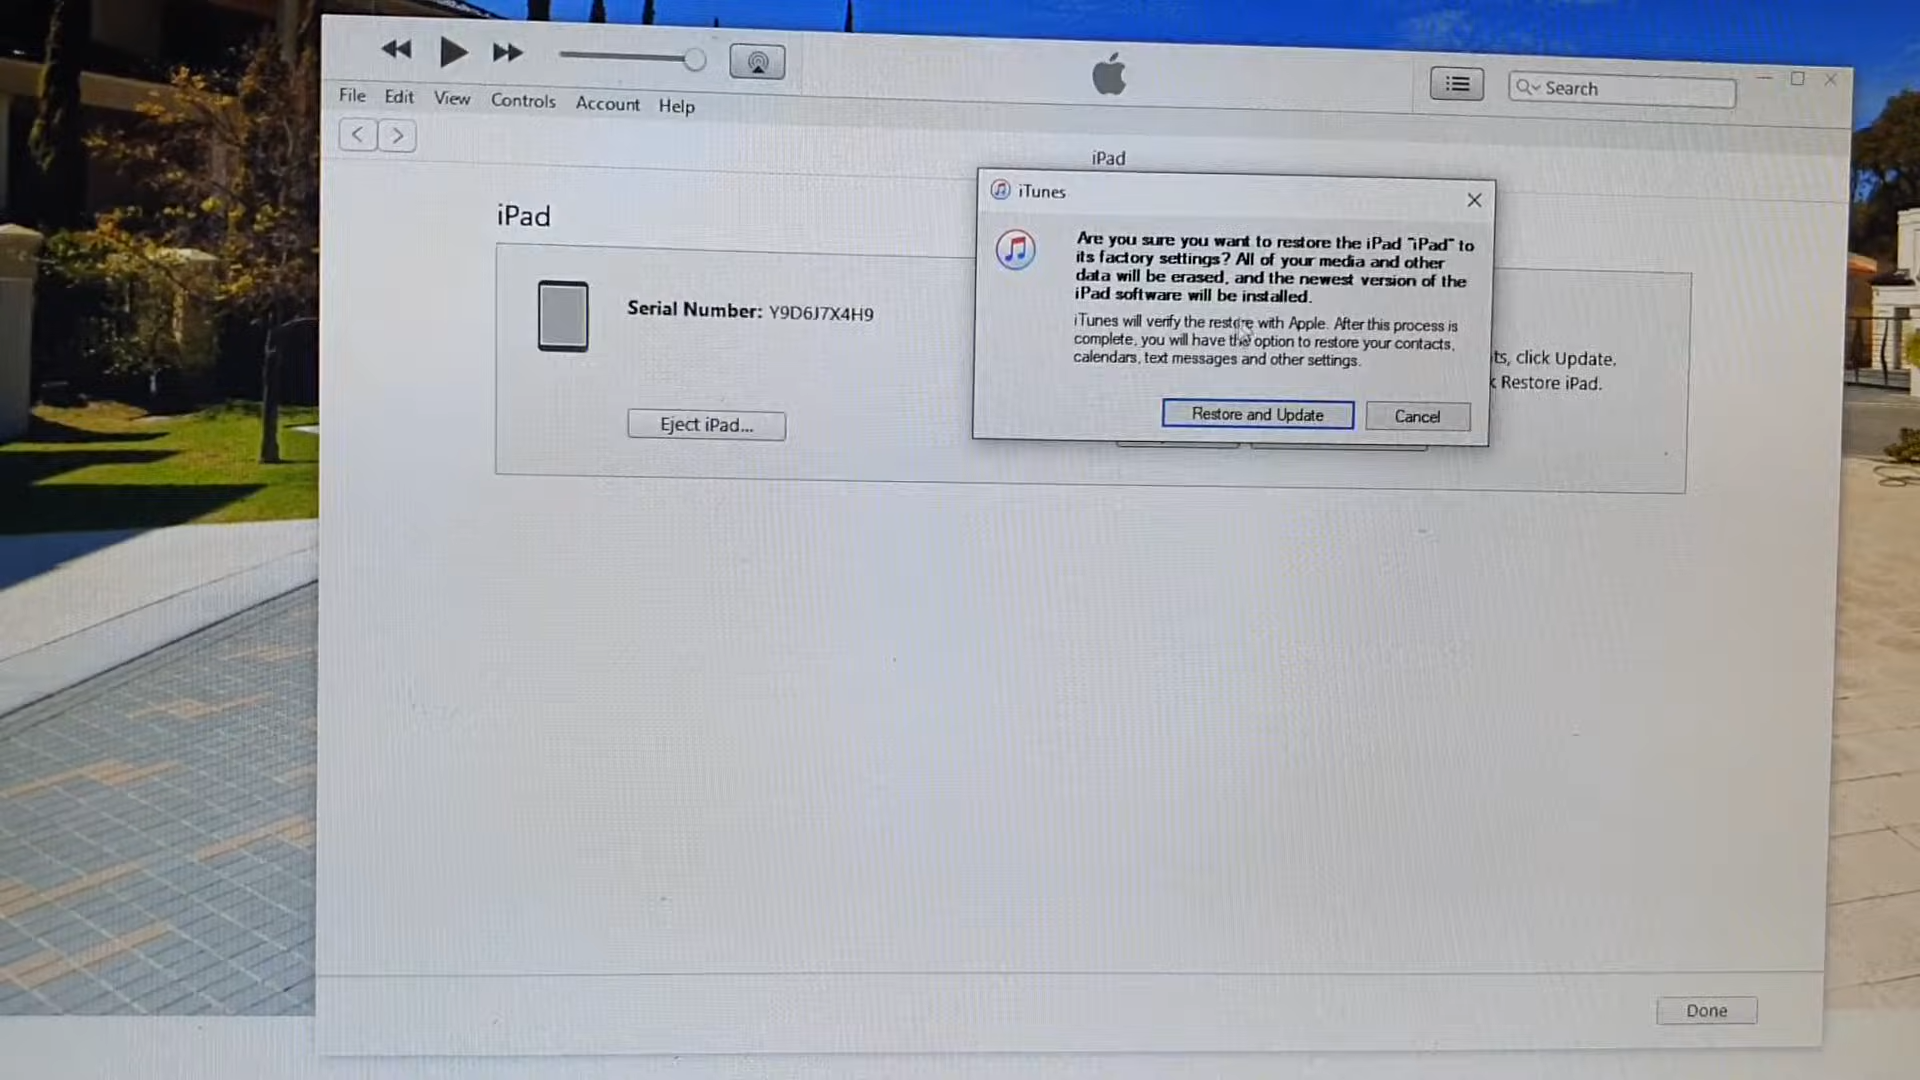 Search
File Edit View Controls Account Help
iPad
iPad
Serial Number: Y9D6J7X4H9
Eject iPad...
iTunes
Are you sure you want to restore the iPad "iPad" to
its factory settings? All of your media and other
data will be erased, and the newest version of the
iPad software will be installed.
iTunes will verify the restore with Apple. After this process is
complete, you will have the option to restore your contacts,
calendars, text messages and other settings.
Restore and Update Cancel
ts, click Update.
k Restore iPad.
Done